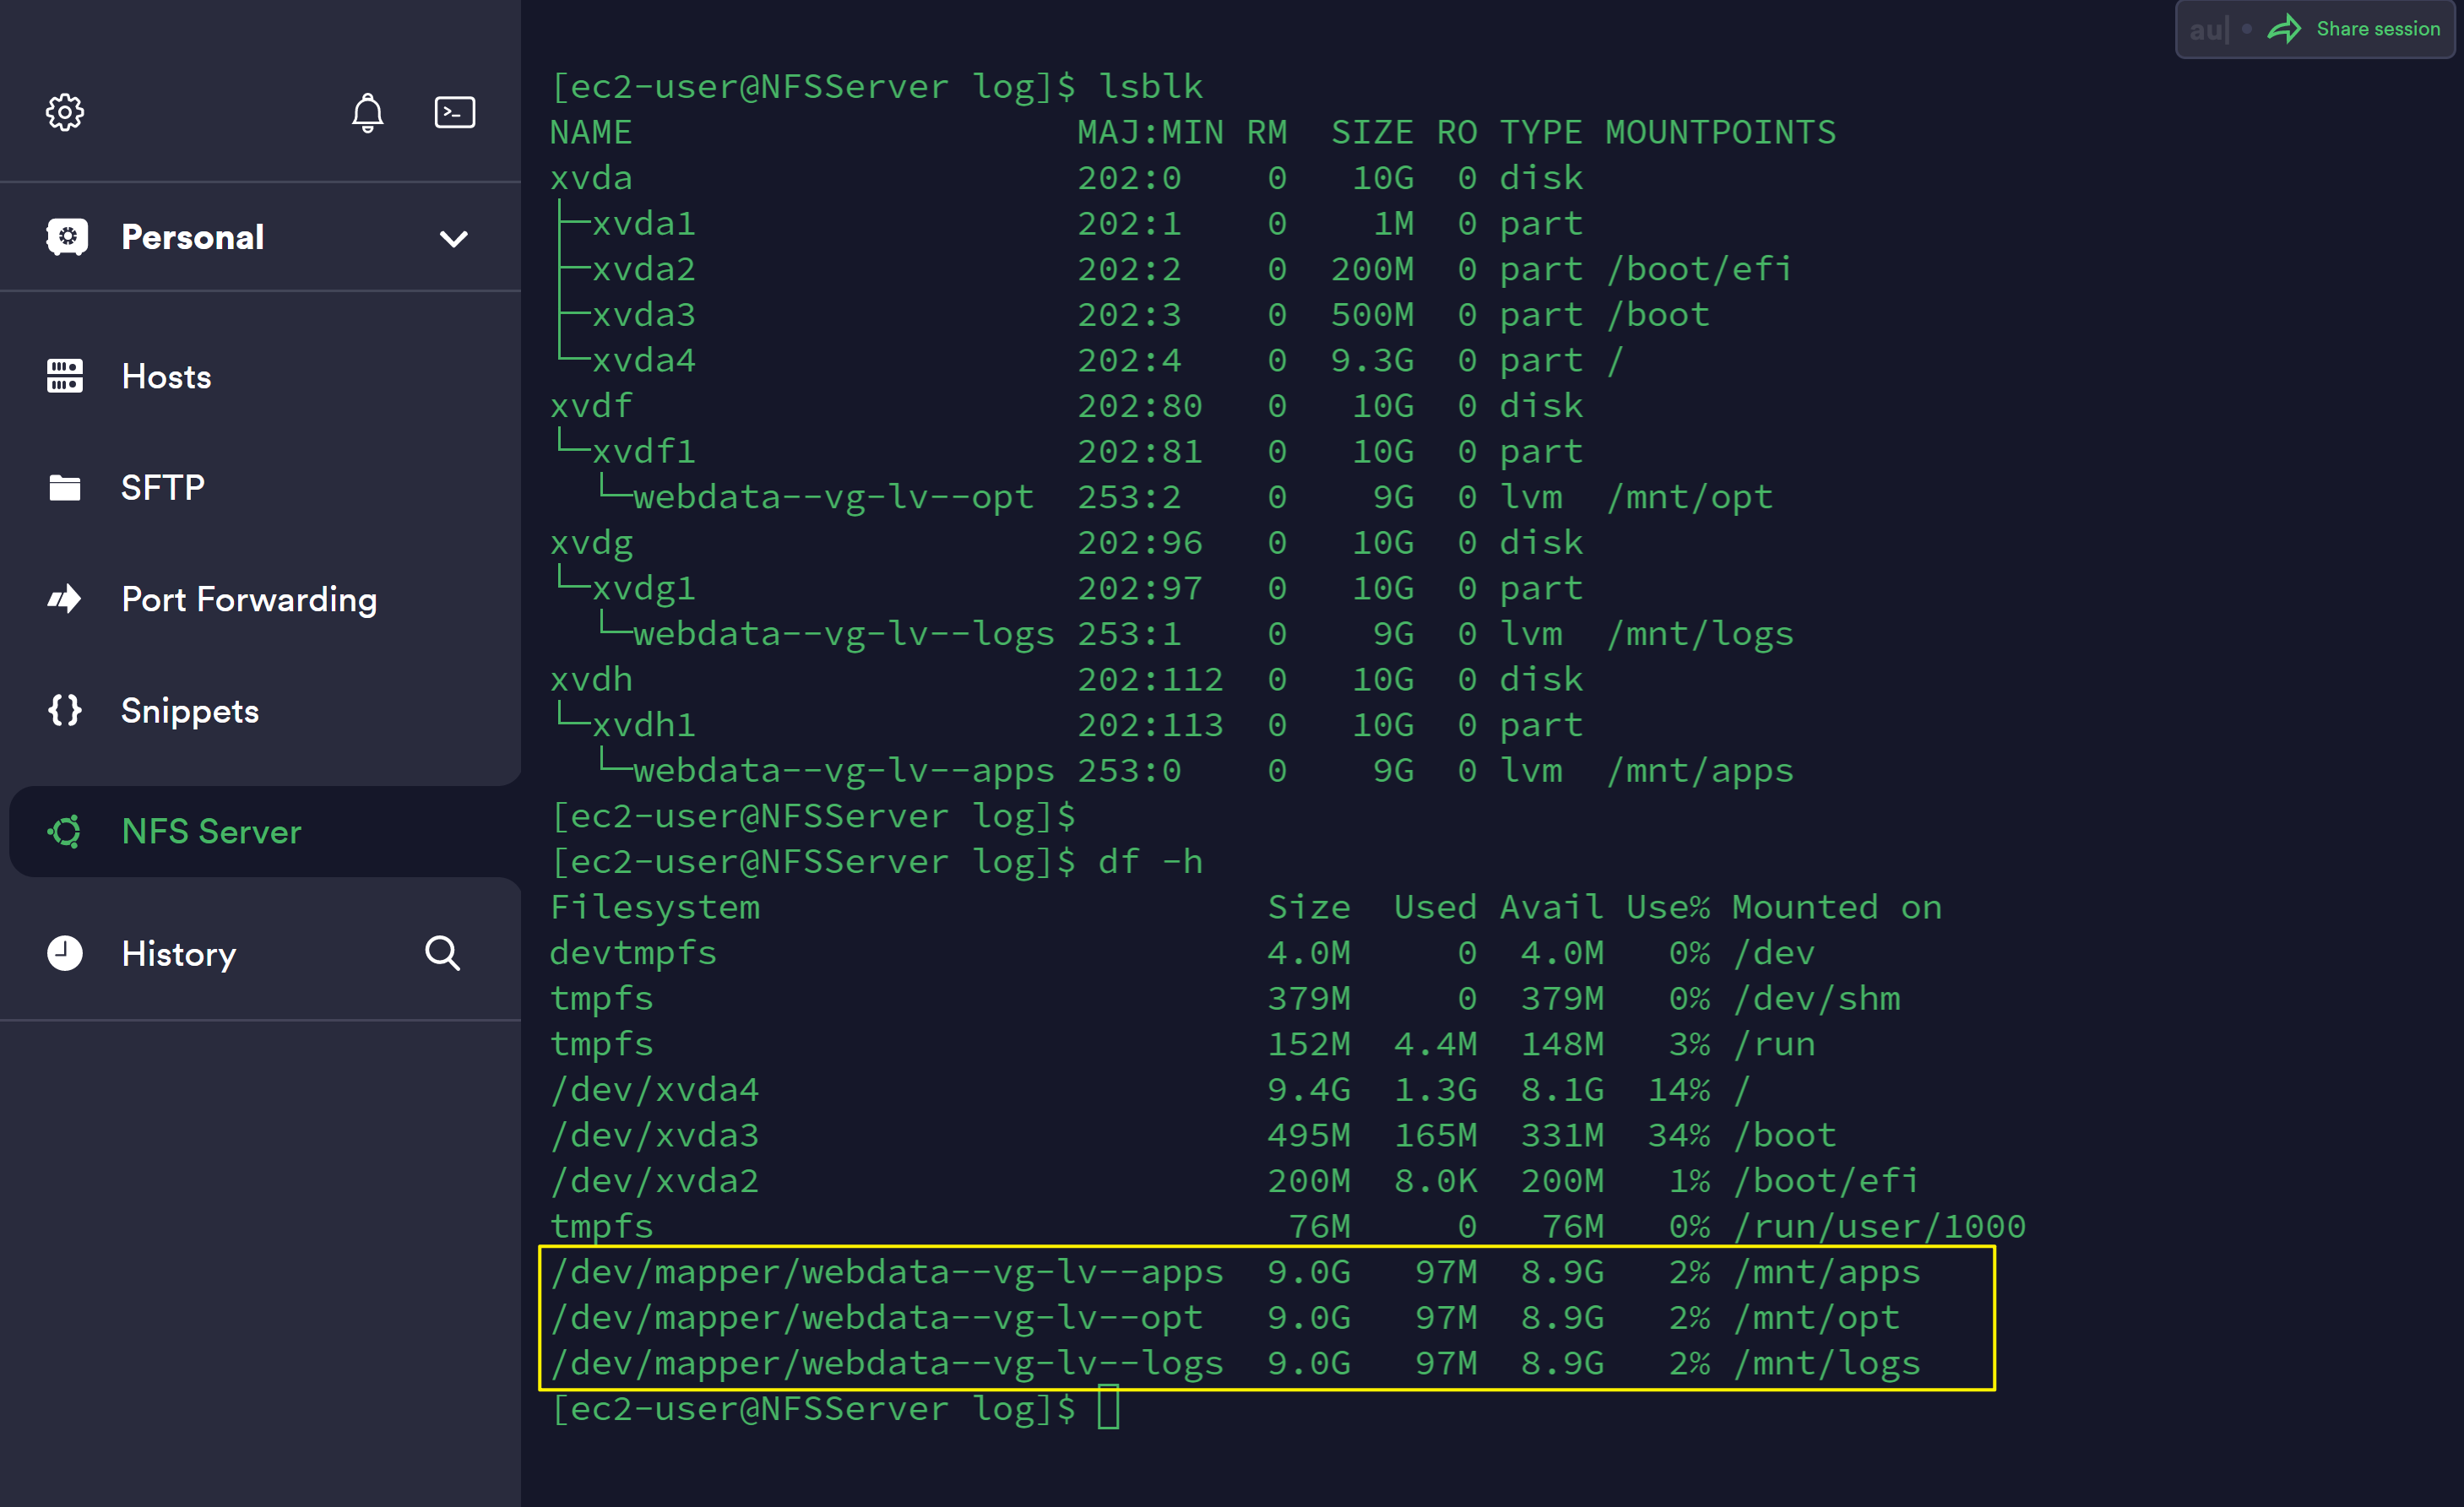 au
Share session
Personal
Hosts
SFTP
Port Forwarding
Snippets
NFS Server
History
[ec2-user@NFSServer log]$ lsblk
NAME                     MAJ:MIN RM  SIZE RO TYPE MOUNTPOINTS
xvda                     202:0    0   10G  0 disk
├─xvda1                  202:1    0    1M  0 part
├─xvda2                  202:2    0  200M  0 part /boot/efi
├─xvda3                  202:3    0  500M  0 part /boot
└─xvda4                  202:4    0  9.3G  0 part /
xvdf                     202:80   0   10G  0 disk
└─xvdf1                  202:81   0   10G  0 part
  └─webdata--vg-lv--opt  253:2    0    9G  0 lvm  /mnt/opt
xvdg                     202:96   0   10G  0 disk
└─xvdg1                  202:97   0   10G  0 part
  └─webdata--vg-lv--logs 253:1    0    9G  0 lvm  /mnt/logs
xvdh                     202:112  0   10G  0 disk
└─xvdh1                  202:113  0   10G  0 part
  └─webdata--vg-lv--apps 253:0    0    9G  0 lvm  /mnt/apps
[ec2-user@NFSServer log]$
[ec2-user@NFSServer log]$ df -h
Filesystem                        Size  Used Avail Use% Mounted on
devtmpfs                          4.0M     0  4.0M   0% /dev
tmpfs                             379M     0  379M   0% /dev/shm
tmpfs                             152M  4.4M  148M   3% /run
/dev/xvda4                        9.4G  1.3G  8.1G  14% /
/dev/xvda3                        495M  165M  331M  34% /boot
/dev/xvda2                        200M  8.0K  200M   1% /boot/efi
tmpfs                              76M     0   76M   0% /run/user/1000
/dev/mapper/webdata--vg-lv--apps  9.0G   97M  8.9G   2% /mnt/apps
/dev/mapper/webdata--vg-lv--opt   9.0G   97M  8.9G   2% /mnt/opt
/dev/mapper/webdata--vg-lv--logs  9.0G   97M  8.9G   2% /mnt/logs
[ec2-user@NFSServer log]$